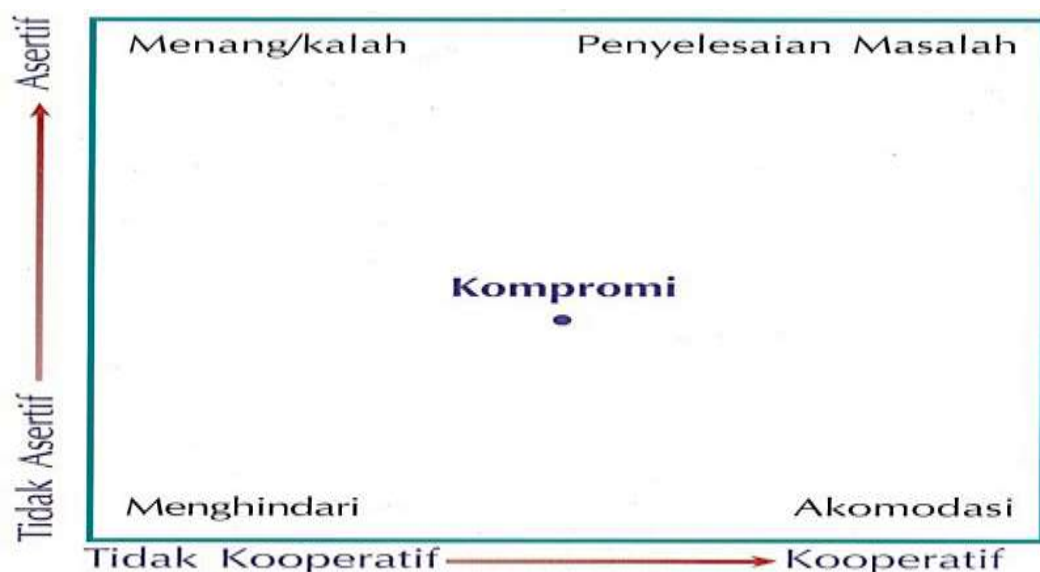 Menang/kalah
Penyelesaian Masalah
Asertif
Kompromi
Tidak Asertif
Menghindari
Akomodasi
Tidak Kooperatif
Kooperatif